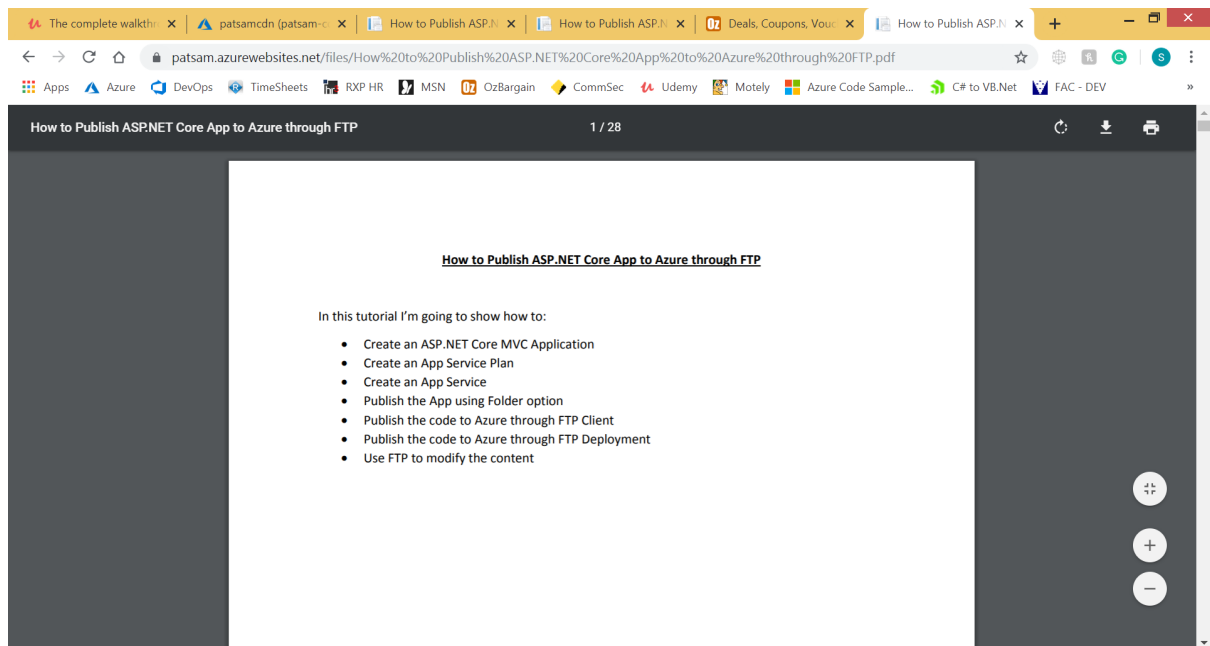 The complete walkthr
patsamcdn (patsam-c
How to Publish ASP.N
How to Publish ASP.N
Oz
Deals, Coupons, Vouc
How to Publish ASP.N
patsam.azurewebsites.net/files/How%20to%20Publish%20ASP.NET%20Core%20App%20to%20Azure%20through%20FTP.pdf
Apps
Azure
DevOps
TimeSheets
RXP HR
MSN
OZ
OzBargain
CommSec
Udemy
Motely
Azure Code Sample...
C# to VB.Net
FAC - DEV
»
How to Publish ASP.NET Core App to Azure through FTP
1 / 28
How to Publish ASP.NET Core App to Azure through FTP
In this tutorial I'm going to show how to:
• Create an ASP.NET Core MVC Application
• Create an App Service Plan
• Create an App Service
• Publish the App using Folder option
• Publish the code to Azure through FTP Client
• Publish the code to Azure through FTP Deployment
• Use FTP to modify the content